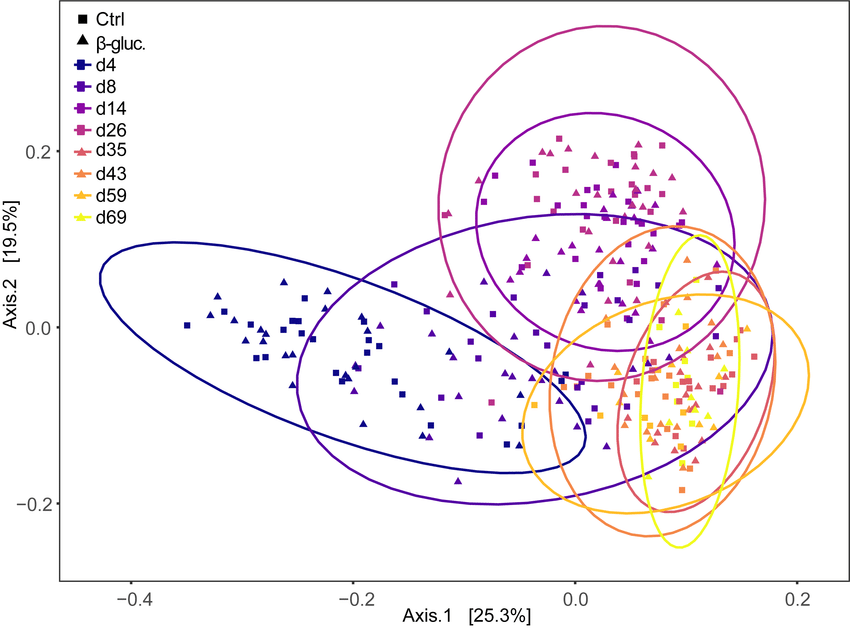 Ctrl
β-gluc.
d4
d8
d14
d26
d35
d43
d59
d69
0.2
0.0
−0.2
Axis.2 [19.5%]
−0.4
−0.2
0.0
0.2
Axis.1 [25.3%]